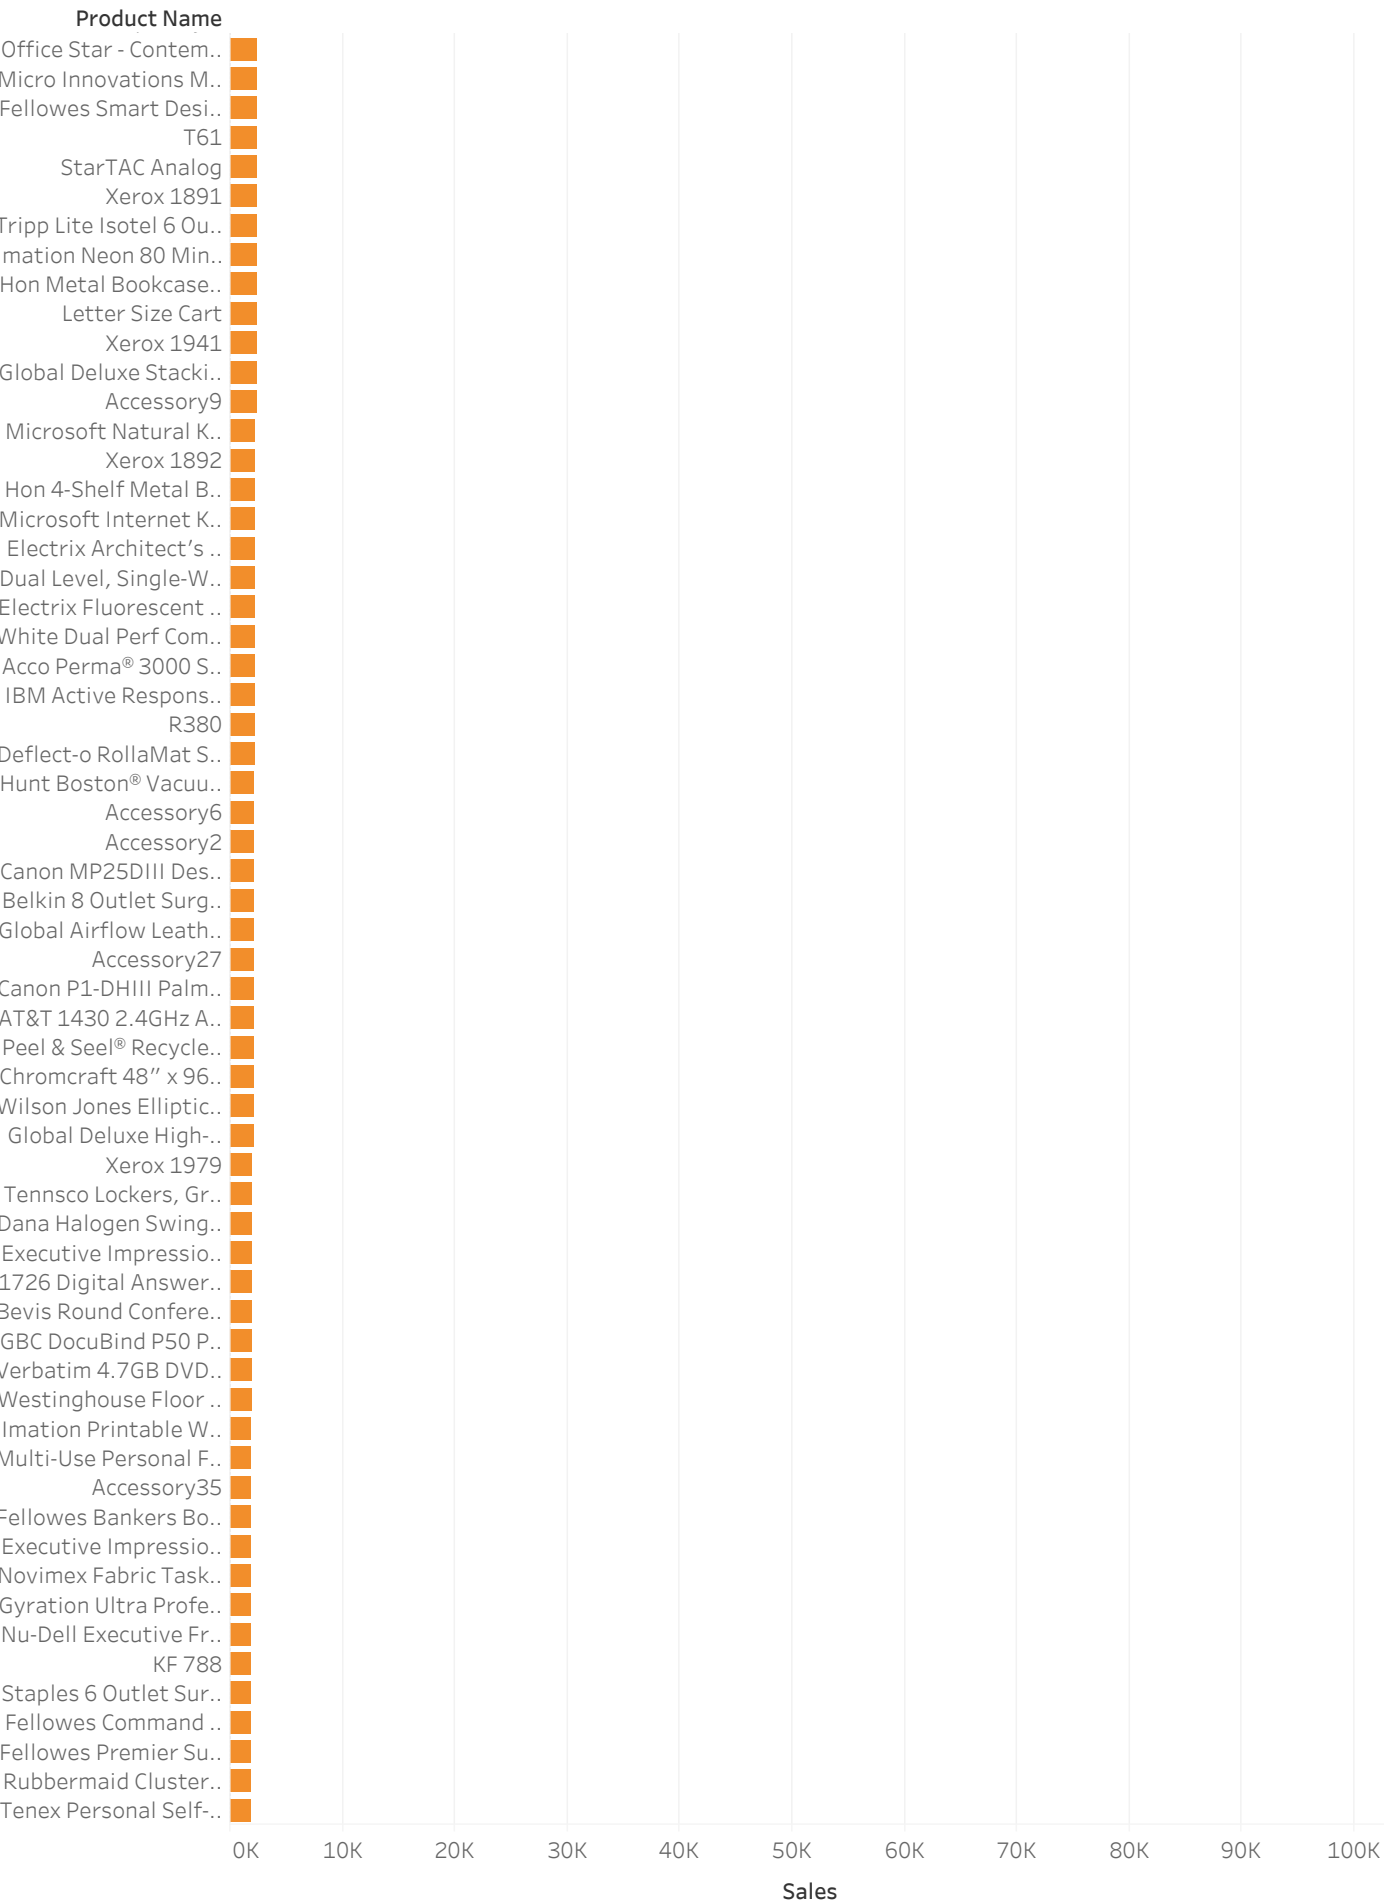 Product Name
Office Star - Contem..
Micro Innovations M..
Fellowes Smart Desi..
T61
StarTAC Analog
Xerox 1891
Tripp Lite Isotel 6 Ou..
mation Neon 80 Min..
Hon Metal Bookcase..
Letter Size Cart
Xerox 1941
Global Deluxe Stacki..
Accessory9
Microsoft Natural K..
Xerox 1892
Hon 4-Shelf Metal B..
Microsoft Internet K..
Electrix Architect's ..
Dual Level, Single-W..
Electrix Fluorescent ..
White Dual Perf Com..
Acco Perma® 3000 S..
IBM Active Respons..
R380
Deflect-o RollaMat S..
Hunt Boston® Vacuu..
Accessory6
Accessory2
Canon MP25DIII Des..
Belkin 8 Outlet Surg..
Global Airflow Leath..
Accessory27
Canon P1-DHIII Palm..
AT&T 1430 2.4GHz A..
Peel & Seel® Recycle..
Chromcraft 48" x 96..
Wilson Jones Elliptic..
Global Deluxe High-..
Xerox 1979
Tennsco Lockers, Gr..
Dana Halogen Swing..
Executive Impressio..
1726 Digital Answer..
Bevis Round Confere..
GBC DocuBind P50 P..
Verbatim 4.7GB DVD..
Westinghouse Floor ..
Imation Printable W..
Multi-Use Personal F..
Accessory35
Fellowes Bankers Bo..
Executive Impressio..
Novimex Fabric Task..
Gyration Ultra Profe..
Nu-Dell Executive Fr..
KF 788
Staples 6 Outlet Sur..
Fellowes Command ..
Fellowes Premier Su..
Rubbermaid Cluster..
Tenex Personal Self-..
0K 10K 20K 30K 40K 50K 60K 70K 80K 90K 100K
Sales